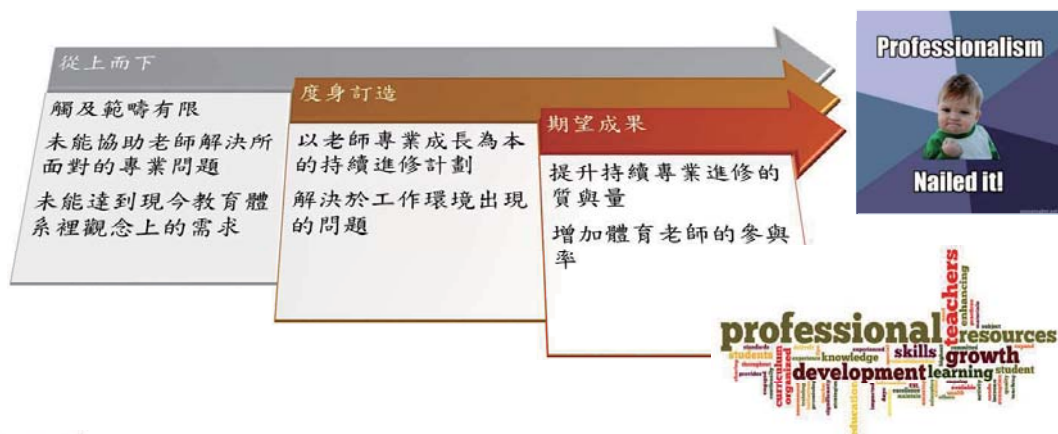 從上而下
觸及範疇有限
未能協助老師解決所
面對的專業問題
未能達到現今教育體
系裡觀念上的需求
度身訂造
以老師專業成長為本
的持續進修計劃
解決於工作環境出現
的問題
期望成果
提升持續專業進修的
質與量
增加體育老師的參與
率
Professionalism
Nailed it!
professional
teachers
enhancing
resources
students
knowledge
skills
growth
development
learning
student
curriculum
organized
education